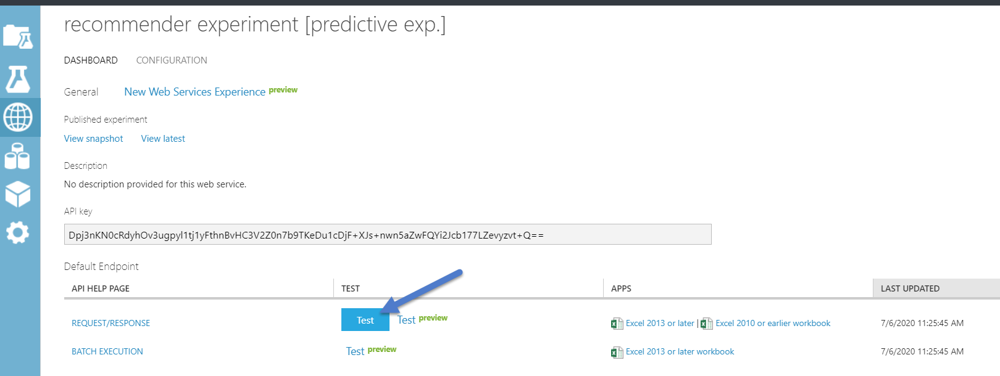 recommender experiment [predictive exp.]
DASHBOARD CONFIGURATION
General New Web Services Experience preview
Published experiment
View snapshot View latest
Description
No description provided for this web service.
API key
Dpj3nKN0cRdyhOv3ugpyl1tj1yFthnBvHC3V2Z0n7b9TKeDu1cDjF+XJs+nwn5aZwFQYi2Jcb177LZevyzvt+Q==
Default Endpoint
API HELP PAGE TEST APPS LAST UPDATED
REQUEST/RESPONSE Test Test preview Excel 2013 or later | Excel 2010 or earlier workbook 7/6/2020 11:25:45 AM
BATCH EXECUTION Test preview Excel 2013 or later workbook 7/6/2020 11:25:45 AM